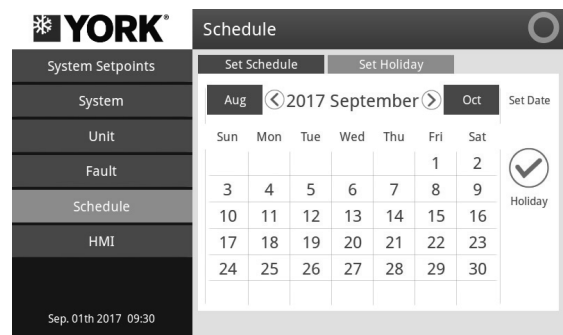 YORK®
Schedule
System Setpoints
System
Unit
Fault
Schedule
HMI
Sep. 01th 2017 09:30
Set Schedule Set Holiday
Aug 2017 September Oct Set Date
Sun Mon Tue Wed Thu Fri Sat
1 2
3 4 5 6 7 8 9
10 11 12 13 14 15 16
17 18 19 20 21 22 23
24 25 26 27 28 29 30
Holiday